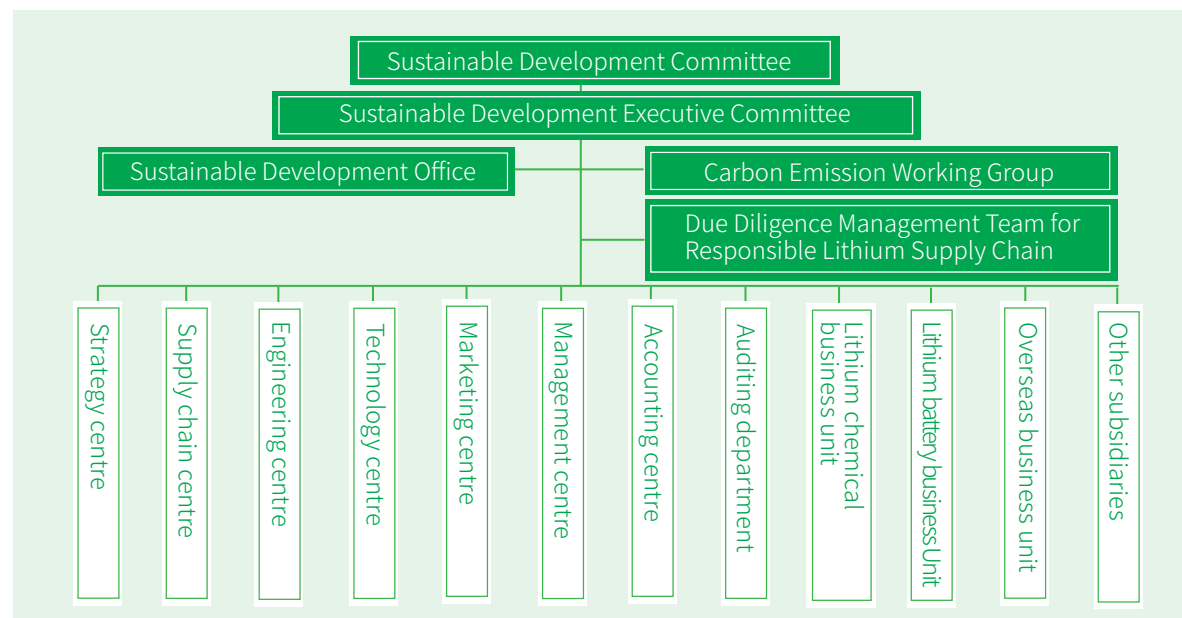 Sustainable Development Committee
Sustainable Development Executive Committee
Sustainable Development Office
Carbon Emission Working Group
Due Diligence Management Team for
Responsible Lithium Supply Chain
Strategy centre
Supply chain centre
Engineering centre
Technology centre
Marketing centre
Management centre
Accounting centre
Auditing department
Lithium chemical
business unit
Lithium battery business Unit
Overseas business unit
Other subsidiaries